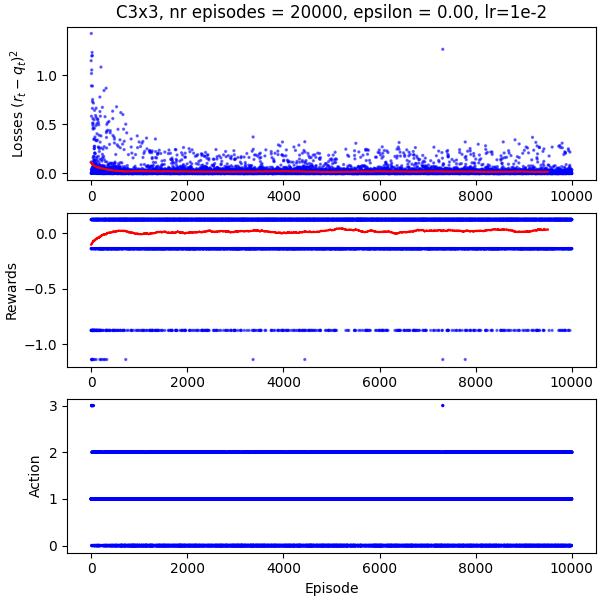 C3x3, nr episodes = 20000, epsilon = 0.00, lr=1e-2
Losses $(r_t - q_t)^2$
1.0
0.5
0.0
0 2000 4000 6000 8000 10000
Rewards
0.0
−0.5
−1.0
0 2000 4000 6000 8000 10000
Action
3
2
1
0
0 2000 4000 6000 8000 10000
Episode